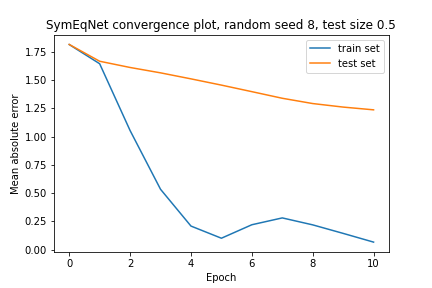 SymEqNet convergence plot, random seed 8, test size 0.5
train set
test set
Mean absolute error
1.75
1.50
1.25
1.00
0.75
0.50
0.25
0.00
0 2 4 6 8 10
Epoch